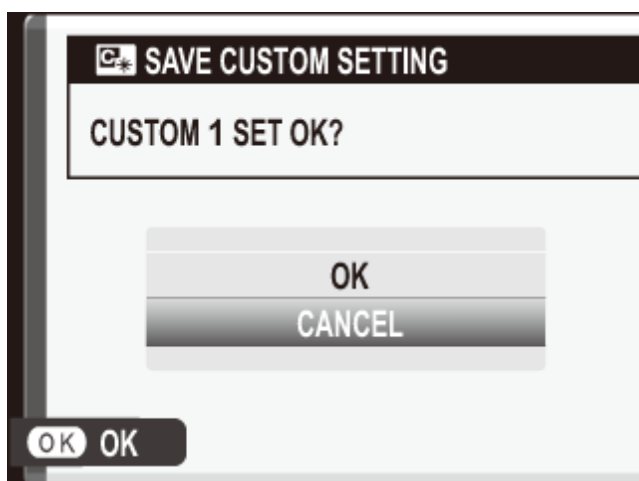 C SAVE CUSTOM SETTING
CUSTOM 1 SET OK?
OK
CANCEL
OK OK